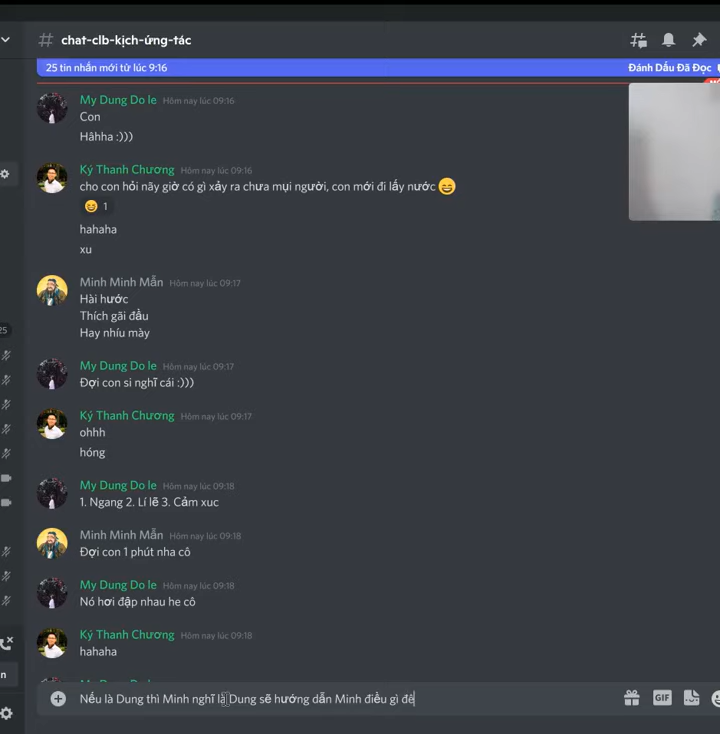 chat-clb-kịch-ứng-tác
25 tin nhắn mới từ lúc 9:16 Đánh Dấu Đã Đọc
My Dung Do le Hôm nay lúc 09:16
Con
Hâhha :)))
Ký Thanh Chương Hôm nay lúc 09:16
cho con hỏi nãy giờ có gì xảy ra chưa mụi người, con mới đi lấy nước 😄
😄 1
hahaha
xu
Minh Minh Mẫn Hôm nay lúc 09:17
Hài hước
Thích gãi đầu
Hay nhíu mày
My Dung Do le Hôm nay lúc 09:17
Đợi con si nghĩ cái :)))
Ký Thanh Chương Hôm nay lúc 09:17
ohhh
hóng
My Dung Do le Hôm nay lúc 09:18
1. Ngang 2. Lí lẽ 3. Cảm xuc
Minh Minh Mẫn Hôm nay lúc 09:18
Đợi con 1 phút nha cô
My Dung Do le Hôm nay lúc 09:18
Nó hơi đập nhau he cô
Ký Thanh Chương Hôm nay lúc 09:18
hahaha
Nếu là Dung thì Minh nghĩ là Dung sẽ hướng dẫn Minh điều gì để
GIF
25